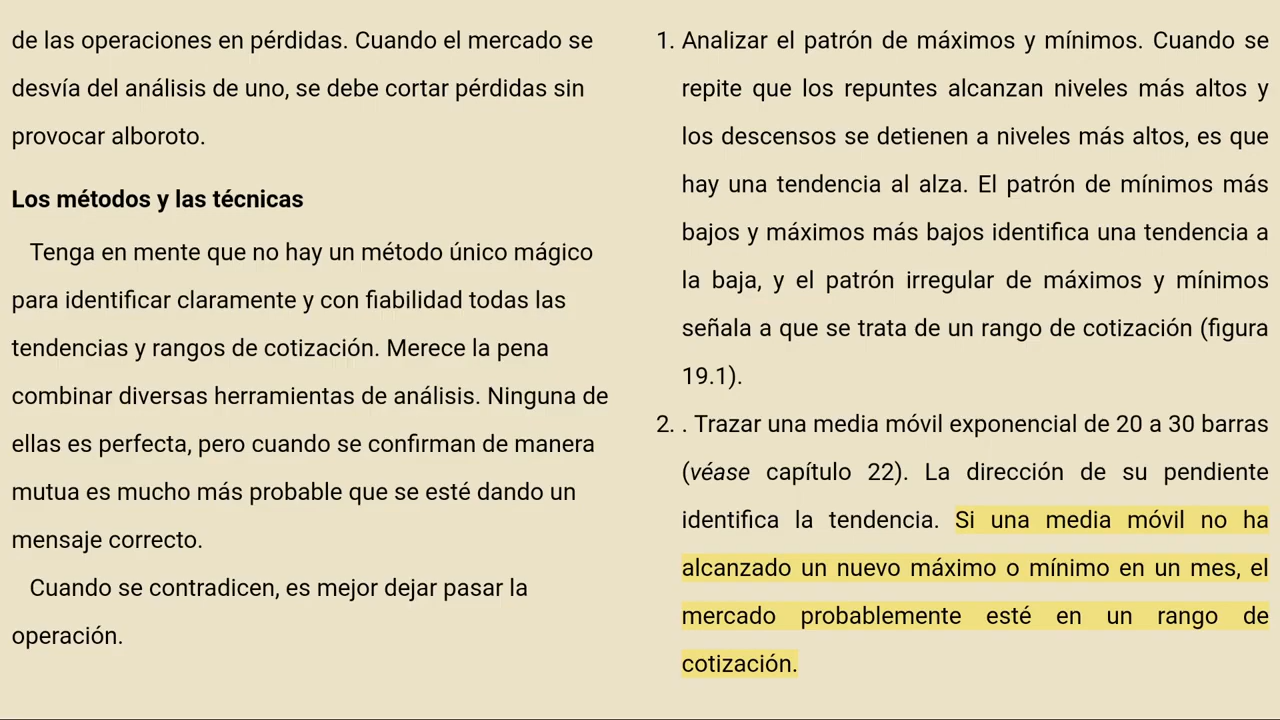 de las operaciones en pérdidas. Cuando el mercado se
desvía del análisis de uno, se debe cortar pérdidas sin
provocar alboroto.
Los métodos y las técnicas
Tenga en mente que no hay un método único mágico
para identificar claramente y con fiabilidad todas las
tendencias y rangos de cotización. Merece la pena
combinar diversas herramientas de análisis. Ninguna de
ellas es perfecta, pero cuando se confirman de manera
mutua es mucho más probable que se esté dando un
mensaje correcto.
Cuando se contradicen, es mejor dejar pasar la
operación.
1. Analizar el patrón de máximos y mínimos. Cuando se
repite que los repuntes alcanzan niveles más altos y
los descensos se detienen a niveles más altos, es que
hay una tendencia al alza. El patrón de mínimos más
bajos y máximos más bajos identifica una tendencia a
la baja, y el patrón irregular de máximos y mínimos
señala a que se trata de un rango de cotización (figura
19.1).
2. . Trazar una media móvil exponencial de 20 a 30 barras
(véase capítulo 22). La dirección de su pendiente
identifica la tendencia. Si una media móvil no ha
alcanzado un nuevo máximo o mínimo en un mes, el
mercado probablemente esté en un rango de
cotización.